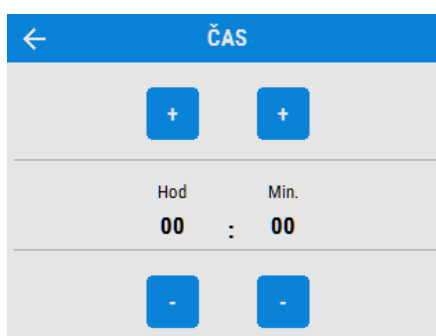 ČAS
+ +
Hod Min.
00 : 00
- -